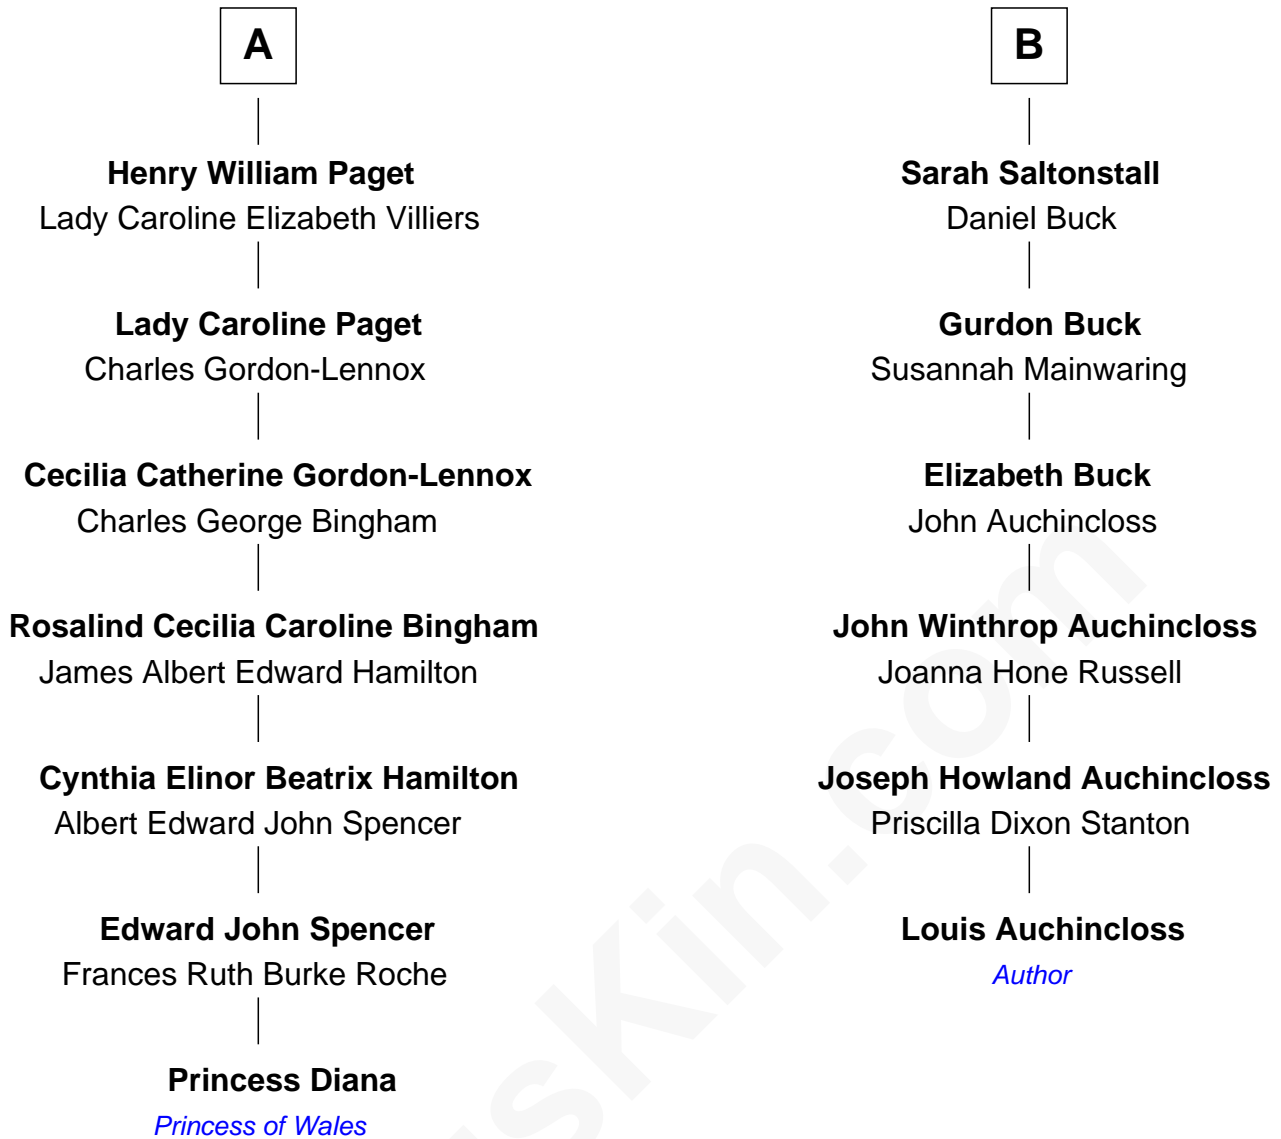 A
Henry William Paget
Lady Caroline Elizabeth Villiers
Lady Caroline Paget
Charles Gordon-Lennox
Cecilia Catherine Gordon-Lennox
Charles George Bingham
Rosalind Cecilia Caroline Bingham
James Albert Edward Hamilton
Cynthia Elinor Beatrix Hamilton
Albert Edward John Spencer
Edward John Spencer
Frances Ruth Burke Roche
Princess Diana
Princess of Wales
B
Sarah Saltonstall
Daniel Buck
Gurdon Buck
Susannah Mainwaring
Elizabeth Buck
John Auchincloss
John Winthrop Auchincloss
Joanna Hone Russell
Joseph Howland Auchincloss
Priscilla Dixon Stanton
Louis Auchincloss
Author
sKin.com